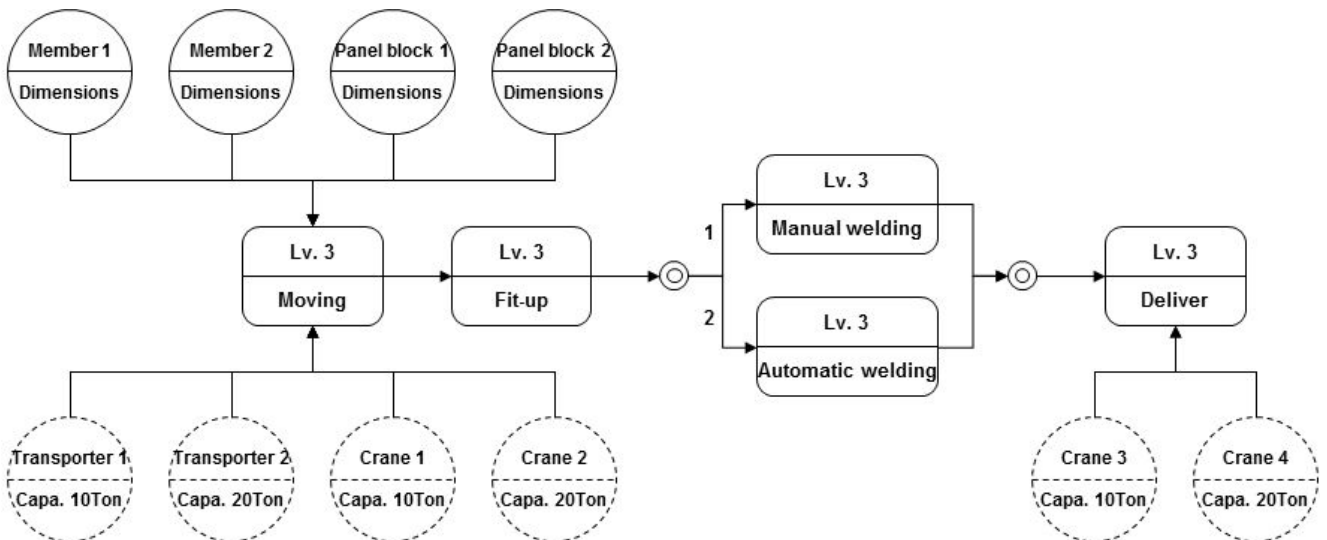 Member 1
Dimensions
Member 2
Dimensions
Panel block 1
Dimensions
Panel block 2
Dimensions
Lv. 3
Moving
Lv. 3
Fit-up
1
2
Lv. 3
Manual welding
Lv. 3
Automatic welding
Lv. 3
Deliver
Transporter 1
Capa. 10Ton
Transporter 2
Capa. 20Ton
Crane 1
Capa. 10Ton
Crane 2
Capa. 20Ton
Crane 3
Capa. 10Ton
Crane 4
Capa. 20Ton